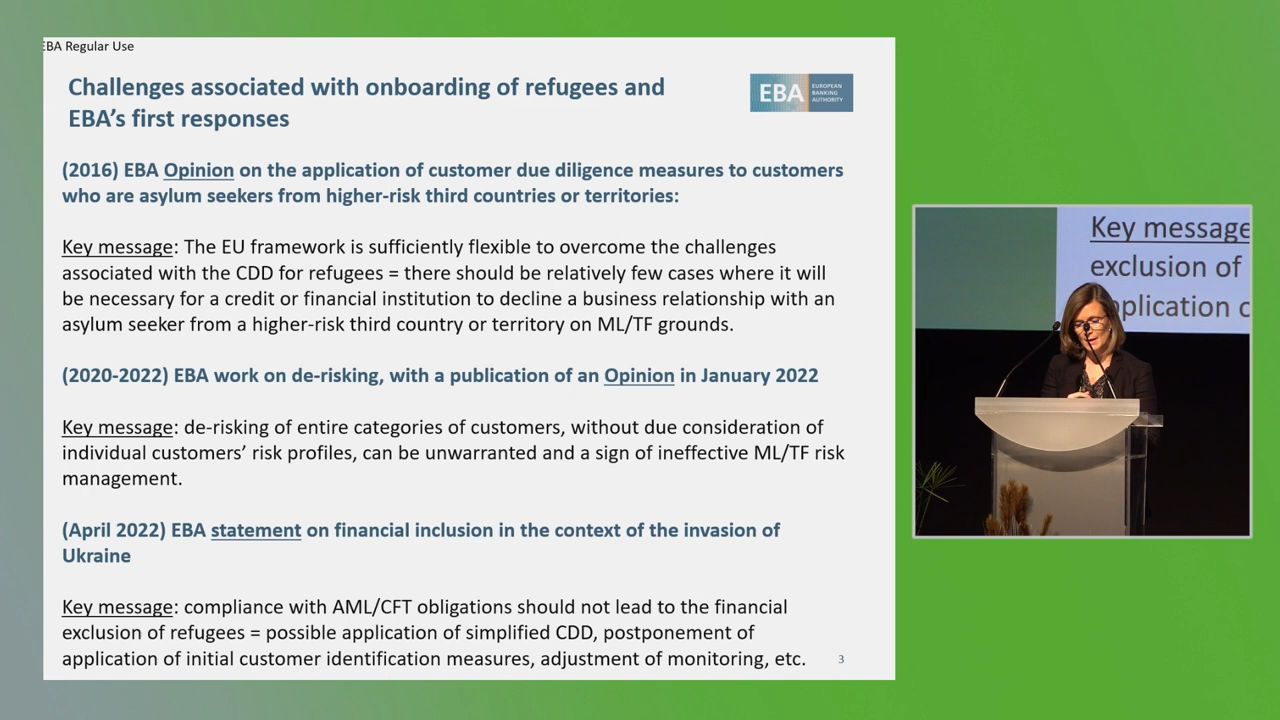 EBA Regular Use
Challenges associated with onboarding of refugees and
EBA's first responses
EBA EUROPEAN
BANKING
AUTHORITY
(2016) EBA Opinion on the application of customer due diligence measures to customers
who are asylum seekers from higher-risk third countries or territories:
Key message: The EU framework is sufficiently flexible to overcome the challenges
associated with the CDD for refugees = there should be relatively few cases where it will
be necessary for a credit or financial institution to decline a business relationship with an
asylum seeker from a higher-risk third country or territory on ML/TF grounds.
(2020-2022) EBA work on de-risking, with a publication of an Opinion in January 2022
Key message: de-risking of entire categories of customers, without due consideration of
individual customers' risk profiles, can be unwarranted and a sign of ineffective ML/TF risk
management.
(April 2022) EBA statement on financial inclusion in the context of the invasion of
Ukraine
Key message: compliance with AML/CFT obligations should not lead to the financial
exclusion of refugees = possible application of simplified CDD, postponement of
application of initial customer identification measures, adjustment of monitoring, etc.
3
Key message
exclusion of
pplication c